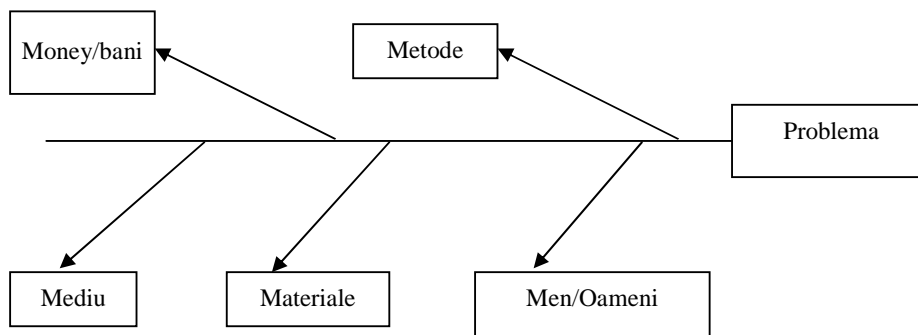 Money/bani
Metode
Problema
Mediu
Materiale
Men/Oameni